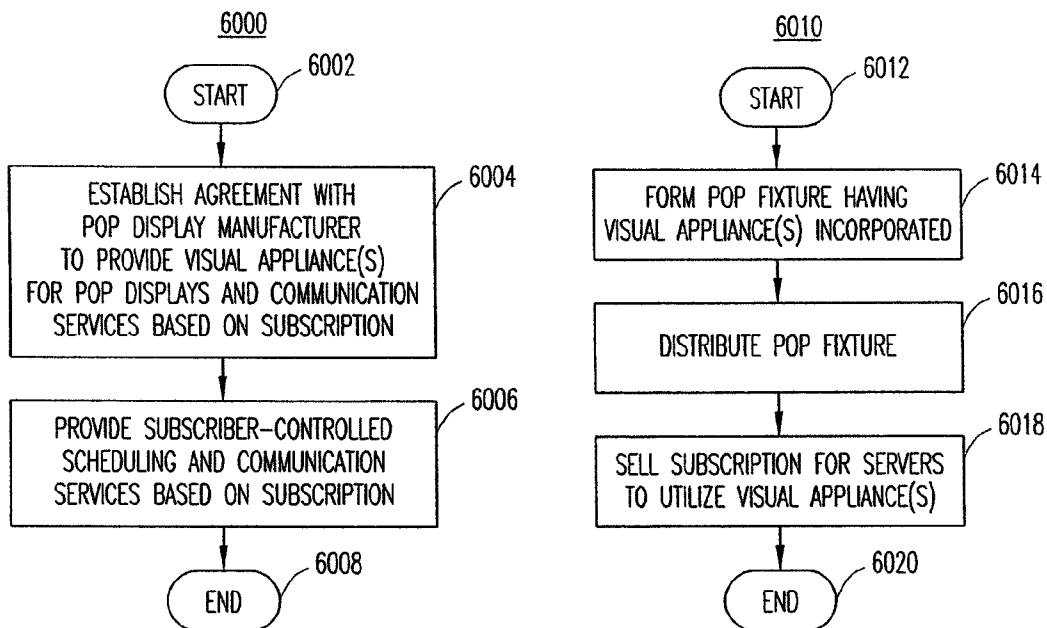 6000
6002
START
6004
ESTABLISH AGREEMENT WITH
POP DISPLAY MANUFACTURER
TO PROVIDE VISUAL APPLIANCE(S)
FOR POP DISPLAYS AND COMMUNICATION
SERVICES BASED ON SUBSCRIPTION
6006
PROVIDE SUBSCRIBER-CONTROLLED
SCHEDULING AND COMMUNICATION
SERVICES BASED ON SUBSCRIPTION
6008
END
6010
6012
START
6014
FORM POP FIXTURE HAVING
VISUAL APPLIANCE(S) INCORPORATED
6016
DISTRIBUTE POP FIXTURE
6018
SELL SUBSCRIPTION FOR SERVERS
TO UTILIZE VISUAL APPLIANCE(S)
6020
END